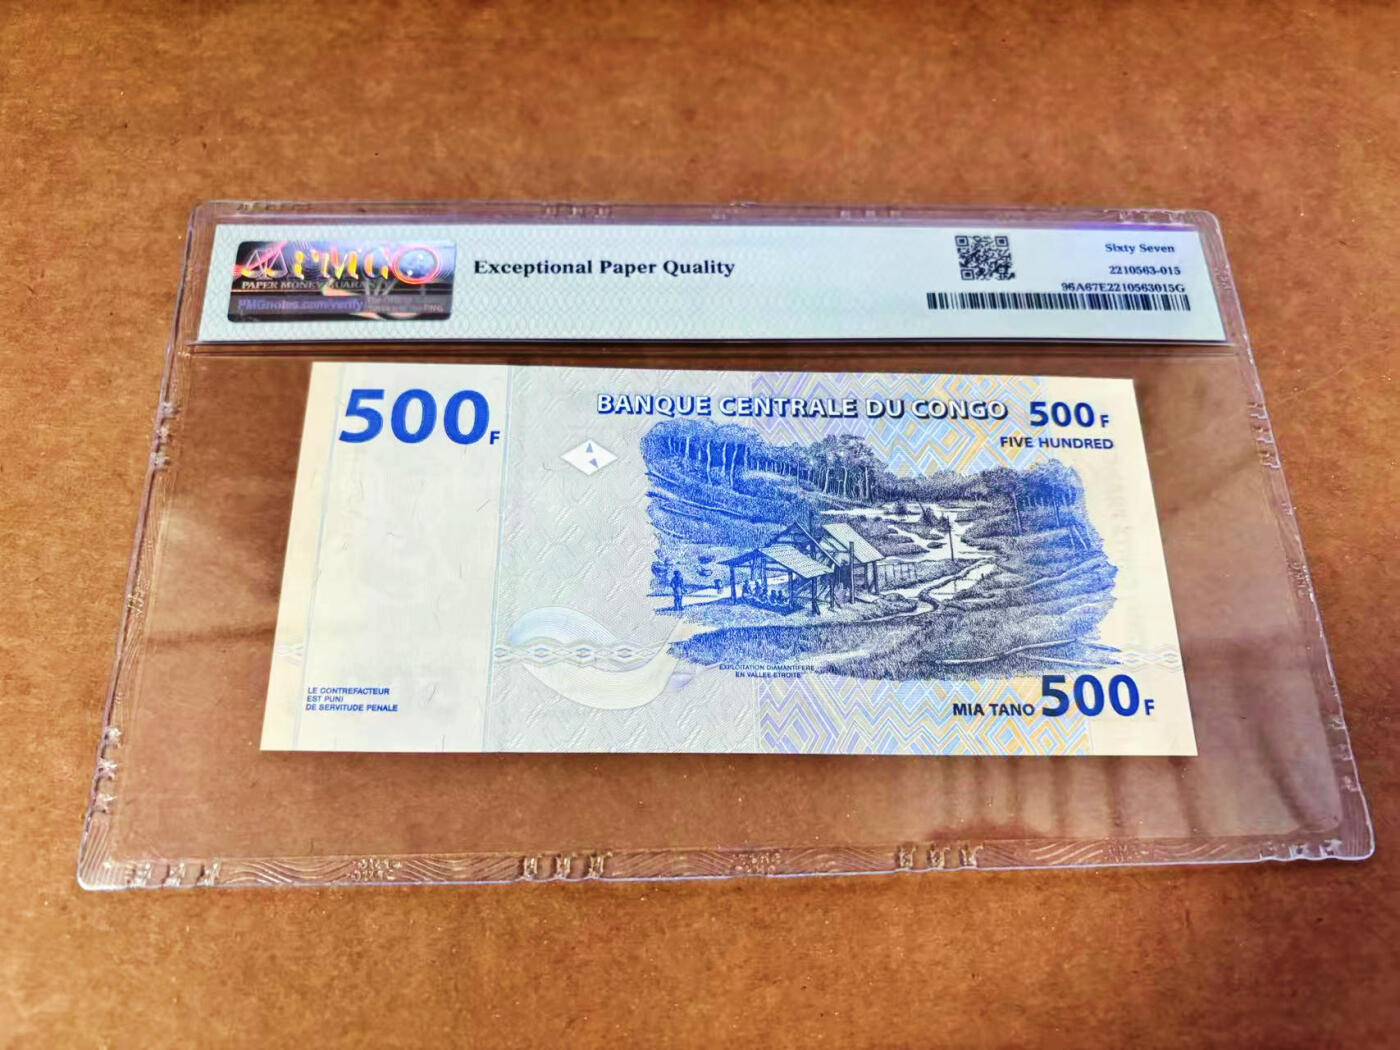 PMG
PAPER MONEY GUARANTY
PMGnotes.com/verify
Exceptional Paper Quality
Sixty Seven
2210563-015
96A67E2210563015G
500F
BANQUE CENTRALE DU CONGO
500F
FIVE HUNDRED
EXPLOITATION DIAMANTIFERE
EN VALLEE ETROITE
LE CONTREFACTEUR
EST PUNI
DE SERVITUDE PENALE
MIA TANO 500F